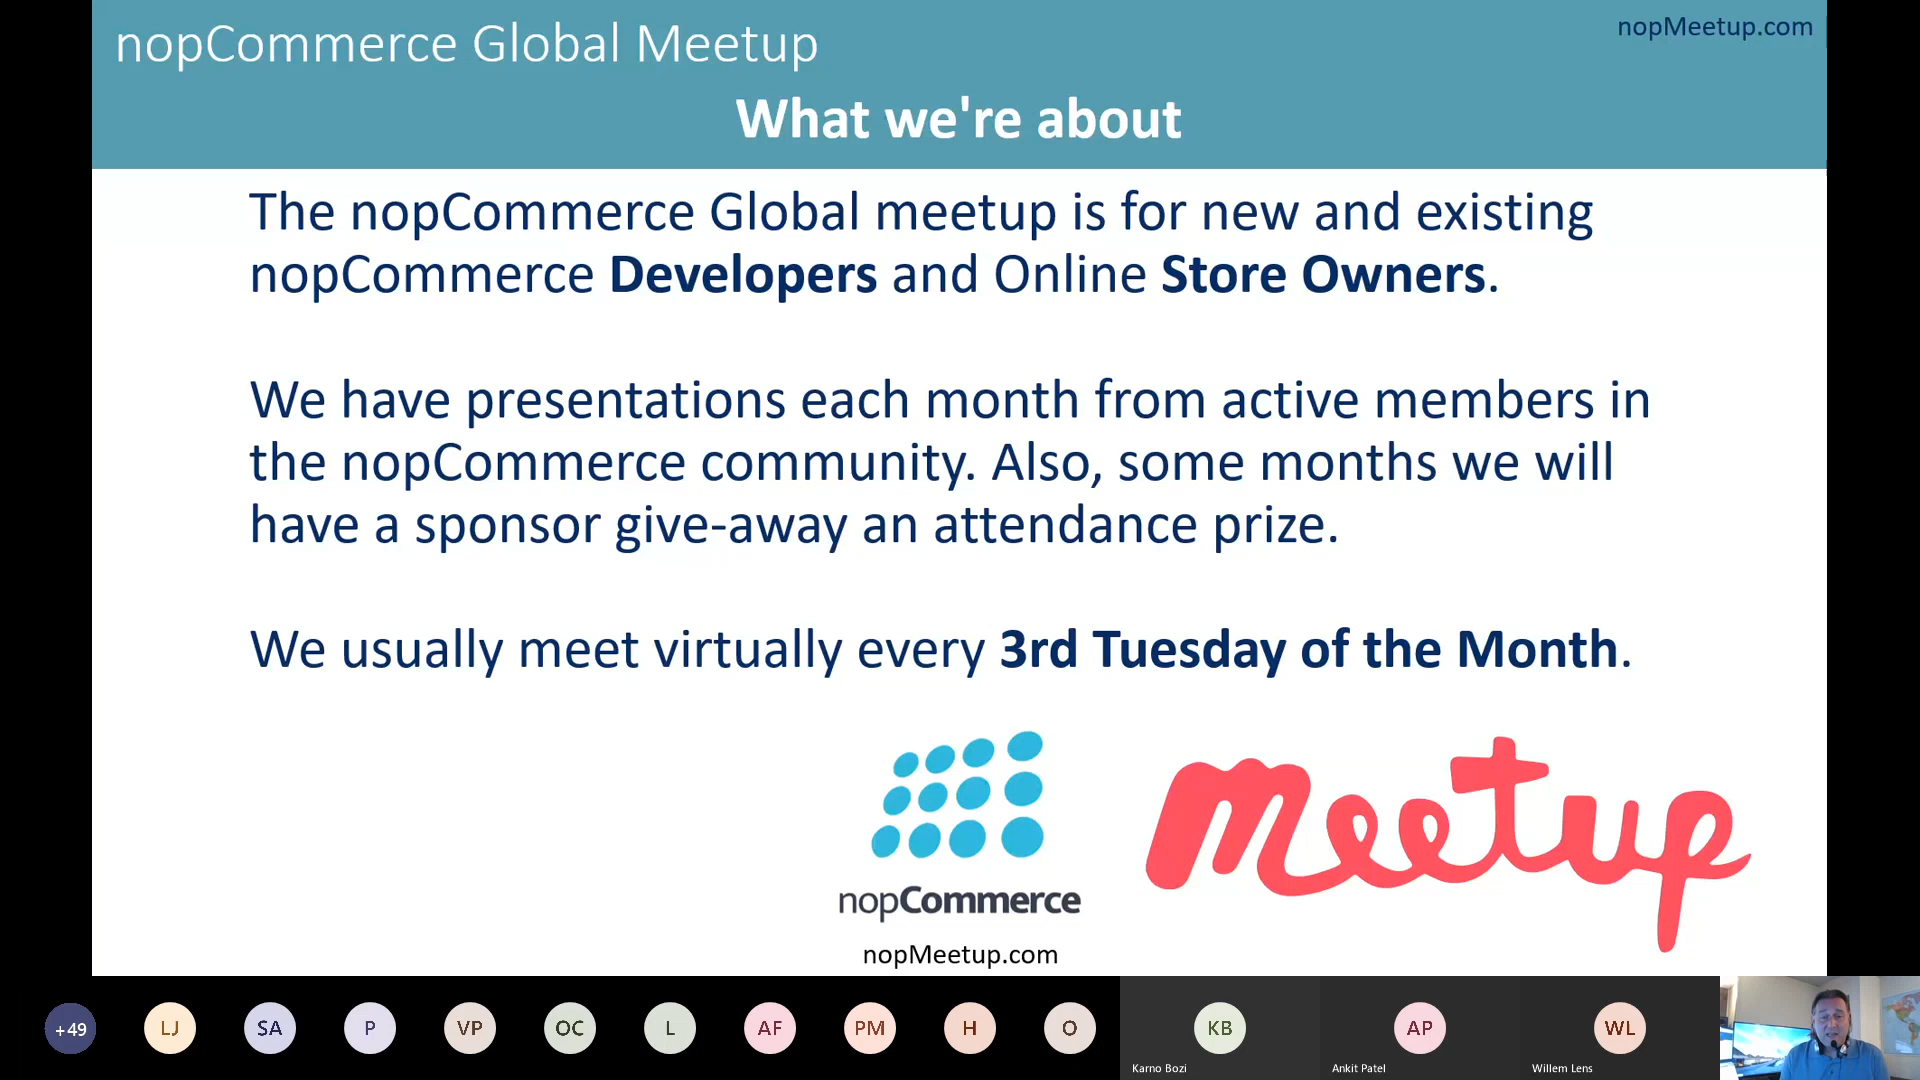 nopCommerce Global Meetup
nopMeetup.com
What we're about
The nopCommerce Global meetup is for new and existing
nopCommerce Developers and Online Store Owners.
We have presentations each month from active members in
the nopCommerce community. Also, some months we will
have a sponsor give-away an attendance prize.
We usually meet virtually every 3rd Tuesday of the Month.
nopCommerce
meetup
nopMeetup.com
+49 LJ SA P VP OC L AF PM H O KB AP WL
Karno Bozi Ankit Patel Willem Lens